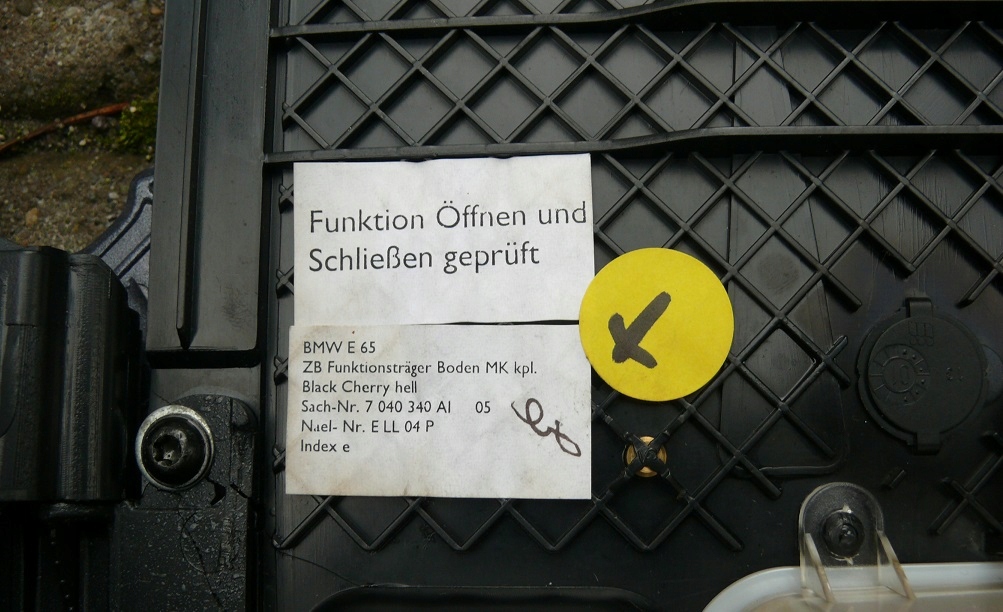 Funktion Öffnen und
Schließen geprüft
BMW E 65
ZB Funktionsträger Boden MK kpl.
Black Cherry hell
Sach-Nr. 7 040 340 AI 05
Nr. E LL 04 P
Index e